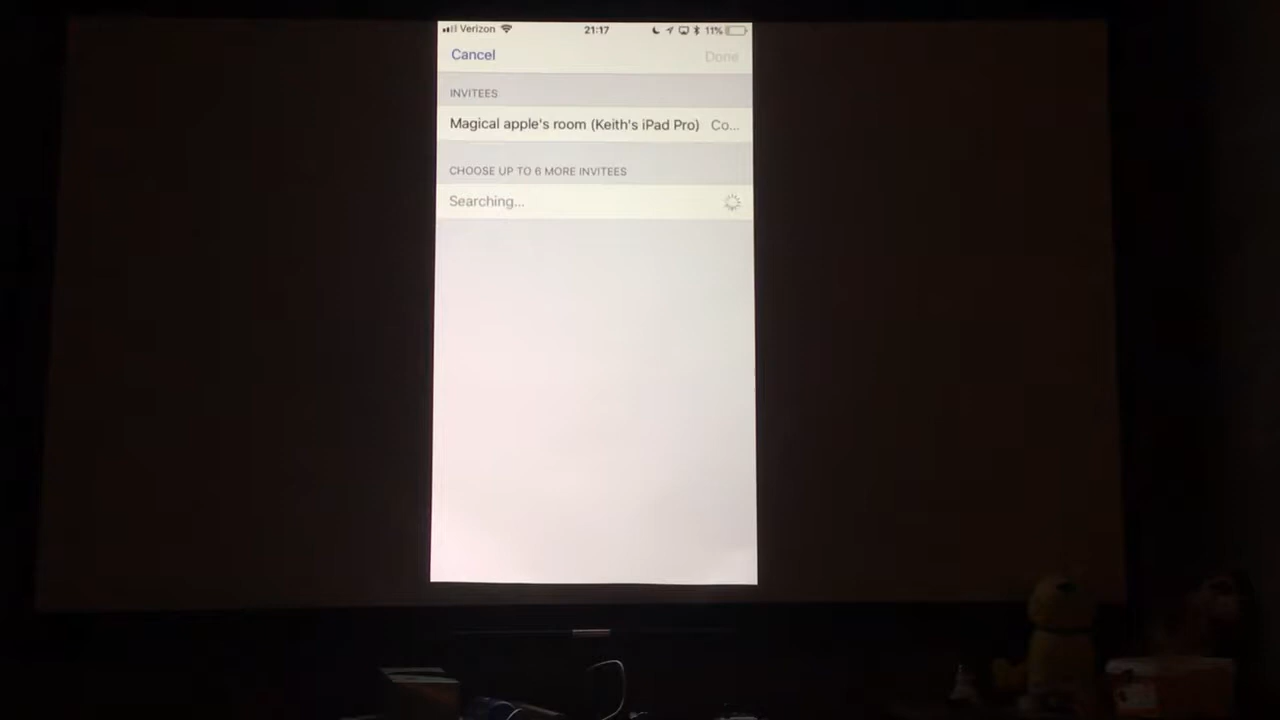 Verizon 21:17 11%
Cancel Done
INVITEES
Magical apple's room (Keith's iPad Pro) Co...
CHOOSE UP TO 6 MORE INVITEES
Searching...